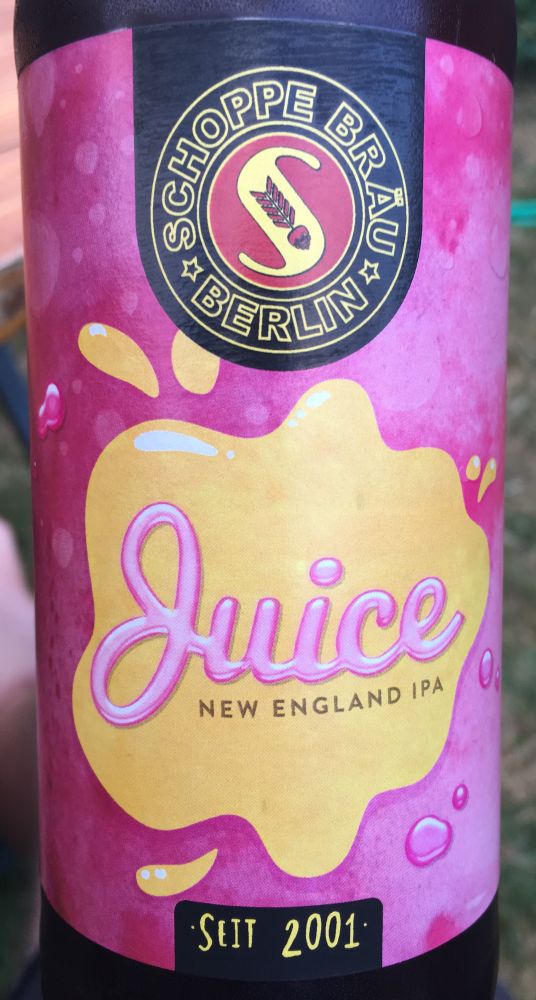 SCHOPPE BRÄU
BERLIN
S
Juice
NEW ENGLAND IPA
·SEIT 2001·